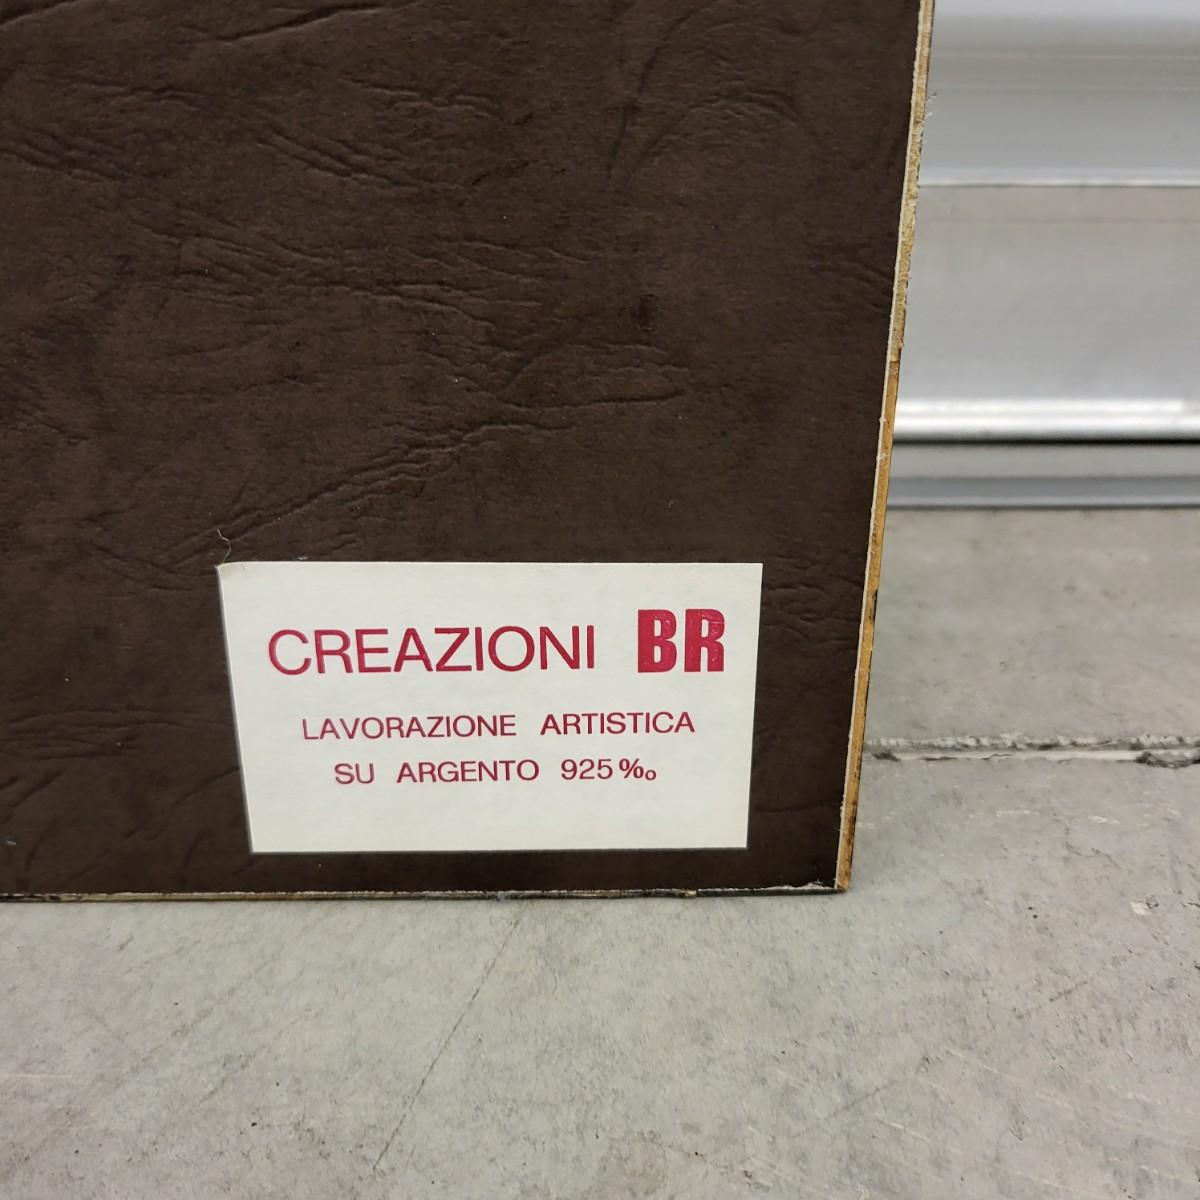 CREAZIONI BR
LAVORAZIONE ARTISTICA
SU ARGENTO 925‰